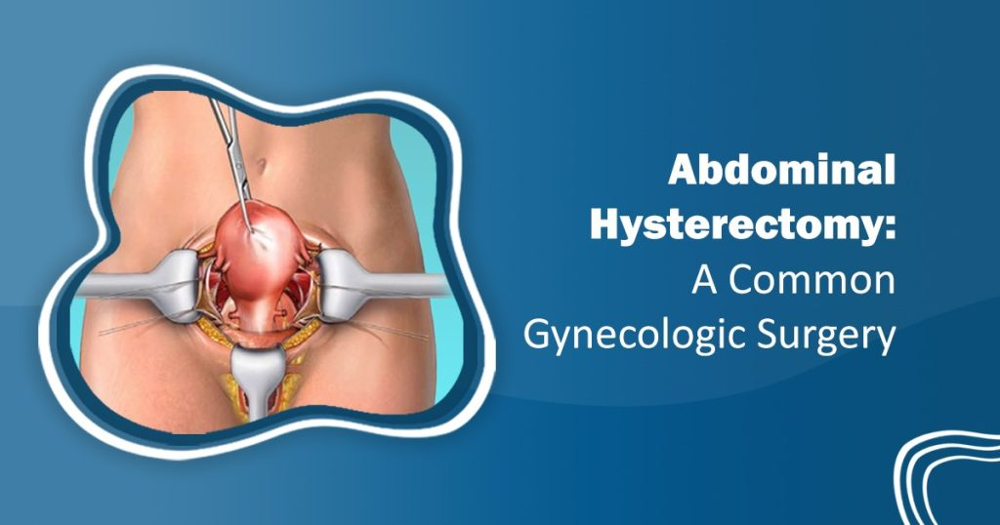 Abdominal
Hysterectomy:
A Common
Gynecologic Surgery